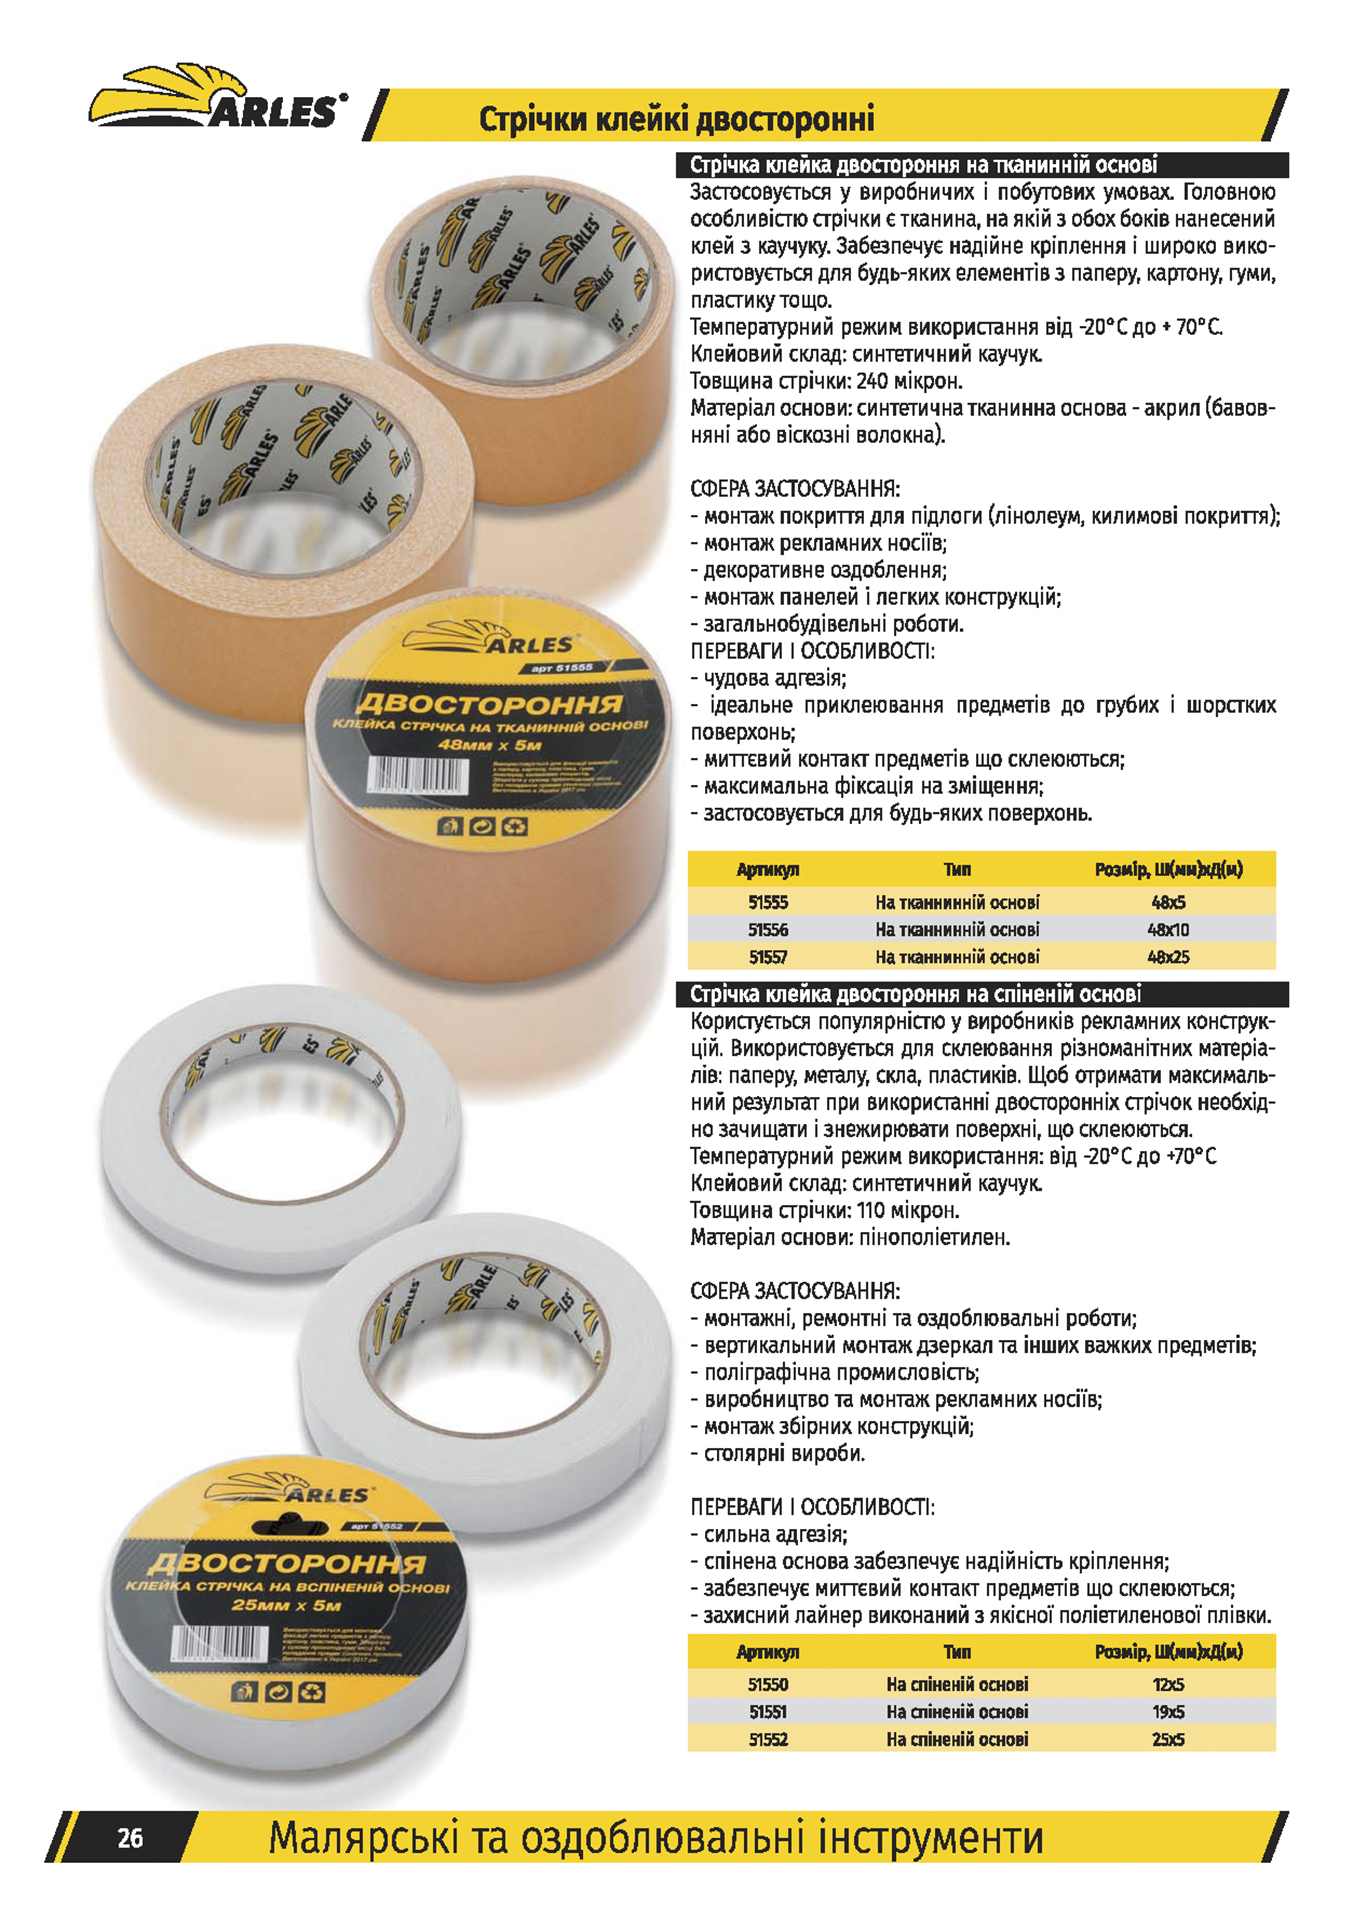 ARLES®
Стрічки клейкі двосторонні
Стрічка клейка двостороння на тканинній основі
Застосовується у виробничих і побутових умовах. Головною
особливістю стрічки є тканина, на якій з обох боків нанесений
клей з каучуку. Забезпечує надійне кріплення і широко вико-
ристовується для будь-яких елементів з паперу, картону, гуми,
пластику тощо.
Температурний режим використання від -20°C до + 70°C.
Клейовий склад: синтетичний каучук.
Товщина стрічки: 240 мікрон.
Матеріал основи: синтетична тканинна основа - акрил (бавов-
няні або віскозні волокна).
СФЕРА ЗАСТОСУВАННЯ:
- монтаж покриття для підлоги (лінолеум, килимові покриття);
- монтаж рекламних носіїв;
- декоративне оздоблення;
- монтаж панелей і легких конструкцій;
- загальнобудівельні роботи.
ПЕРЕВАГИ І ОСОБЛИВОСТІ:
- чудова адгезія;
- ідеальне приклеювання предметів до грубих і шорстких
поверхонь;
- миттєвий контакт предметів що склеюються;
- максимальна фіксація на зміщення;
- застосовується для будь-яких поверхонь.
ARLES
арт 51555
ДВОСТОРОННЯ
КЛЕЙКА СТРІЧКА НА ТКАНИННІЙ ОСНОВІ
48мм х 5м
Артикул Тип Розмір, Ш(мм)хД(м)
51555 На тканнинній основі 48х5
51556 На тканнинній основі 48х10
51557 На тканнинній основі 48х25
Стрічка клейка двостороння на спіненій основі
Користується популярністю у виробників рекламних конструк-
цій. Використовується для склеювання різноманітних матеріа-
лів: паперу, металу, скла, пластиків. Щоб отримати максималь-
ний результат при використанні двосторонніх стрічок необхід-
но зачищати і знежирювати поверхні, що склеюються.
Температурний режим використання: від -20°C до +70°C
Клейовий склад: синтетичний каучук.
Товщина стрічки: 110 мікрон.
Матеріал основи: пінополіетилен.
СФЕРА ЗАСТОСУВАННЯ:
- монтажні, ремонтні та оздоблювальні роботи;
- вертикальний монтаж дзеркал та інших важких предметів;
- поліграфічна промисловість;
- виробництво та монтаж рекламних носіїв;
- монтаж збірних конструкцій;
- столярні вироби.
ПЕРЕВАГИ І ОСОБЛИВОСТІ:
- сильна адгезія;
- спінена основа забезпечує надійність кріплення;
- забезпечує миттєвий контакт предметів що склеюються;
- захисний лайнер виконаний з якісної поліетиленової плівки.
ARLES
арт 51552
ДВОСТОРОННЯ
КЛЕЙКА СТРІЧКА НА ВСПІНЕНІЙ ОСНОВІ
25мм х 5м
Артикул Тип Розмір, Ш(мм)хД(м)
51550 На спіненій основі 12х5
51551 На спіненій основі 19х5
51552 На спіненій основі 25х5
26
Малярські та оздоблювальні інструменти